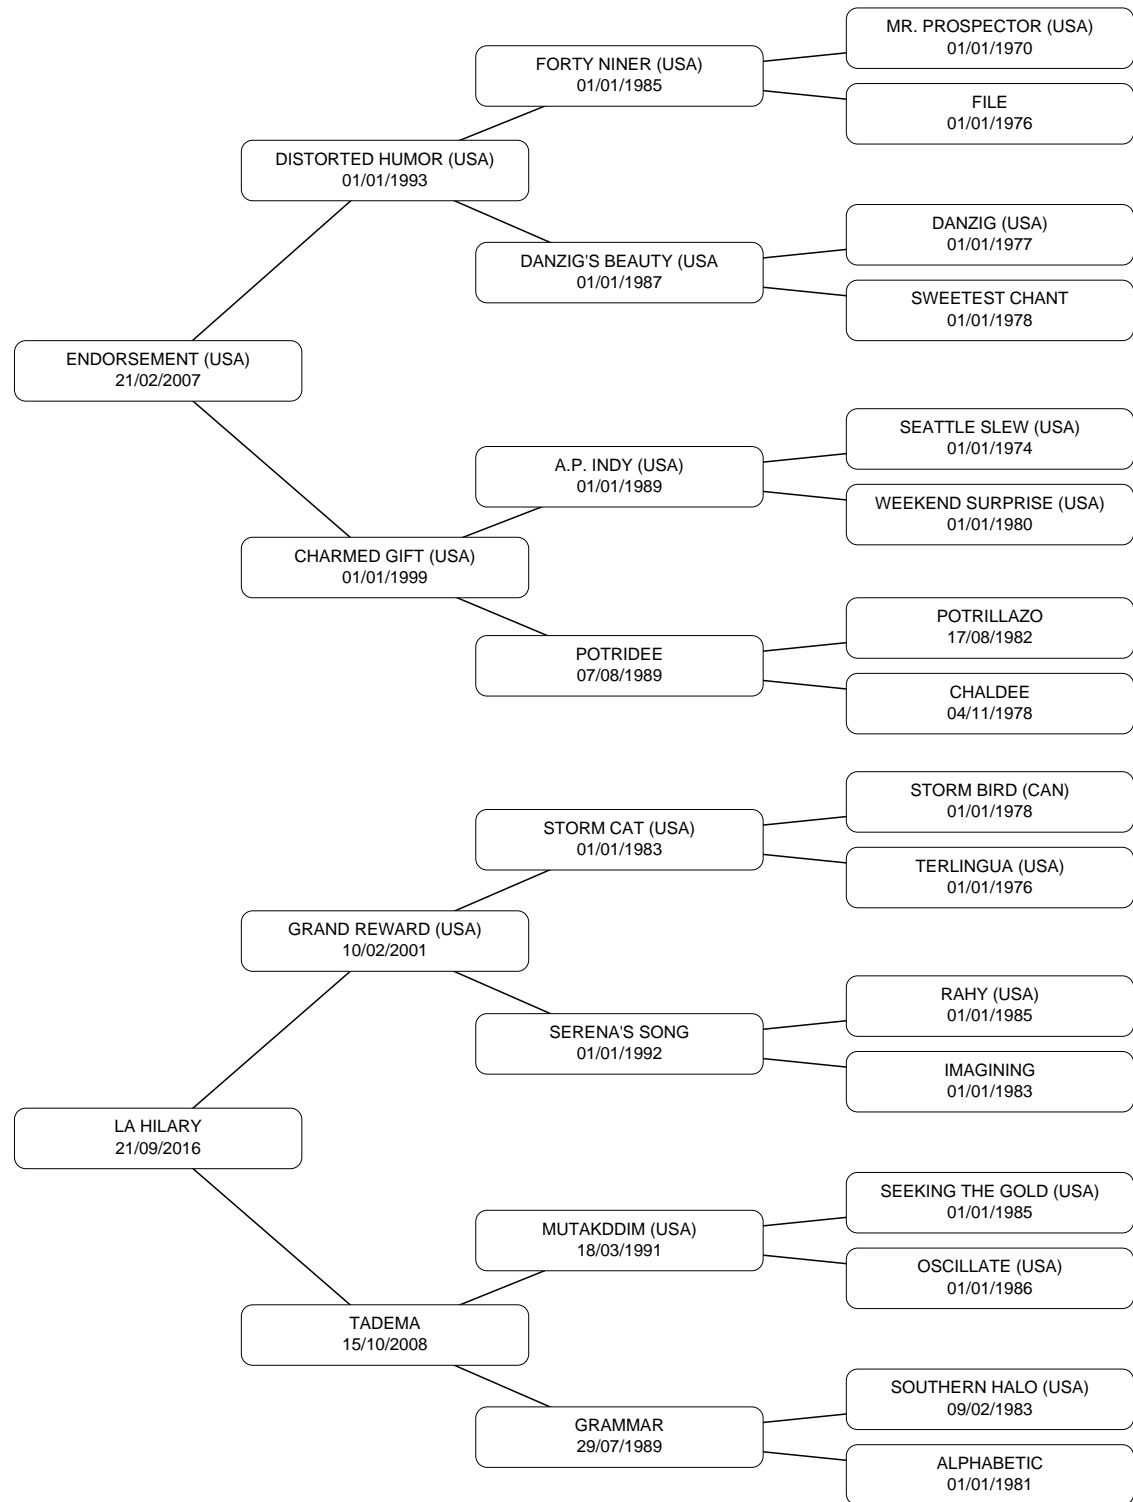 MR. PROSPECTOR (USA)
01/01/1970
FORTY NINER (USA)
01/01/1985
FILE
01/01/1976
DISTORTED HUMOR (USA)
01/01/1993
DANZIG (USA)
01/01/1977
DANZIG'S BEAUTY (USA
01/01/1987
SWEETEST CHANT
01/01/1978
ENDORSEMENT (USA)
21/02/2007
SEATTLE SLEW (USA)
01/01/1974
A.P. INDY (USA)
01/01/1989
WEEKEND SURPRISE (USA)
01/01/1980
CHARMED GIFT (USA)
01/01/1999
POTRILLAZO
17/08/1982
POTRIDEE
07/08/1989
CHALDEE
04/11/1978
STORM BIRD (CAN)
01/01/1978
STORM CAT (USA)
01/01/1983
TERLINGUA (USA)
01/01/1976
GRAND REWARD (USA)
10/02/2001
RAHY (USA)
01/01/1985
SERENA'S SONG
01/01/1992
IMAGINING
01/01/1983
LA HILARY
21/09/2016
SEEKING THE GOLD (USA)
01/01/1985
MUTAKDDIM (USA)
18/03/1991
OSCILLATE (USA)
01/01/1986
TADEMA
15/10/2008
SOUTHERN HALO (USA)
09/02/1983
GRAMMAR
29/07/1989
ALPHABETIC
01/01/1981